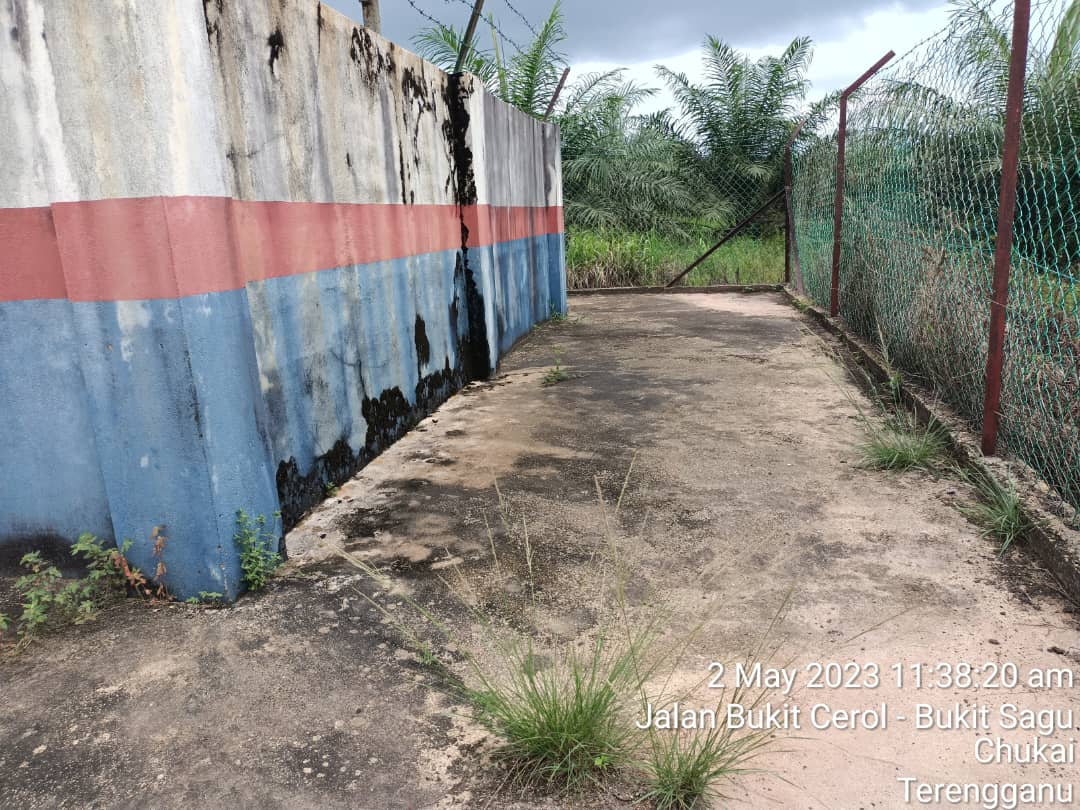 2 May 2023 11:38:20 am
Jalan Bukit Cerol - Bukit Sagu
Chukai
Terengganu